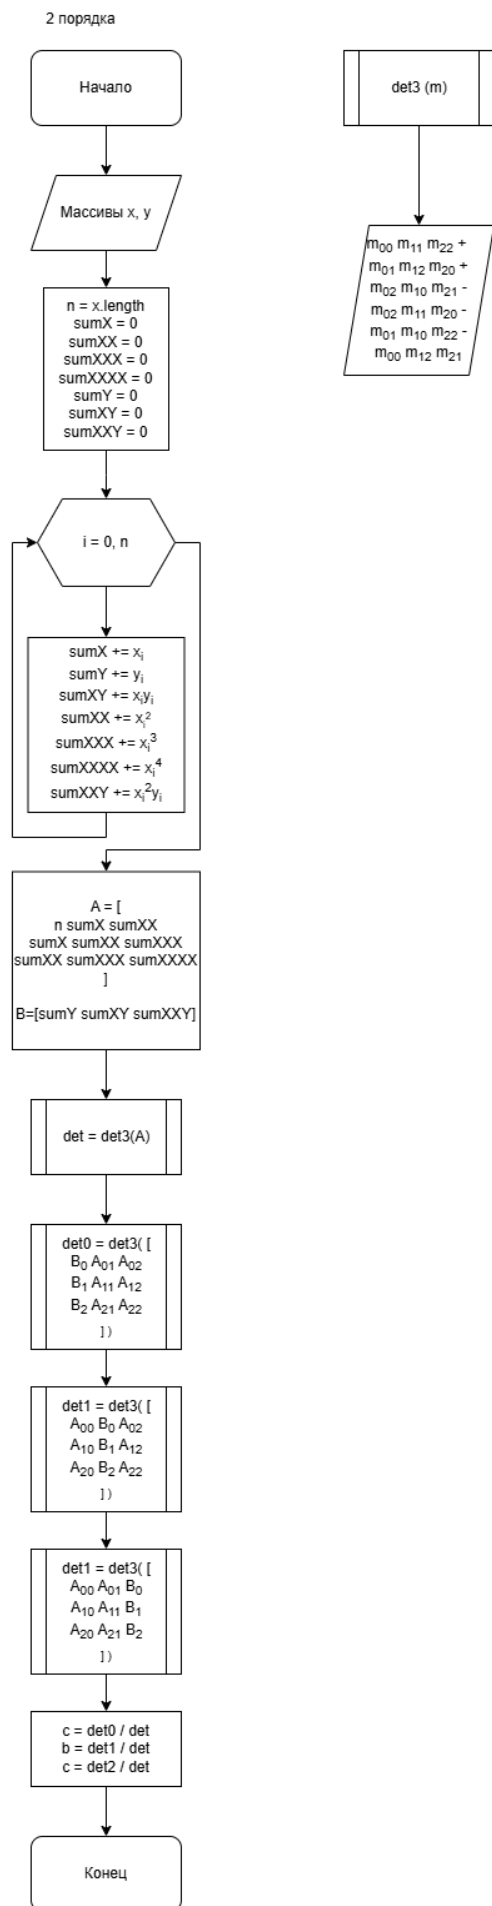 2 порядка
Начало
Массивы x, y
n = x.length
sumX = 0
sumXX = 0
sumXXX = 0
sumXXXX = 0
sumY = 0
sumXY = 0
sumXXY = 0
i = 0, n
sumX += xᵢ
sumY += yᵢ
sumXY += xᵢyᵢ
sumXX += xᵢ²
sumXXX += xᵢ³
sumXXXX += xᵢ⁴
sumXXY += xᵢ²yᵢ
A = [
n sumX sumXX
sumX sumXX sumXXX
sumXX sumXXX sumXXXX
]
B=[sumY sumXY sumXXY]
det = det3(A)
det0 = det3( [
B₀ A₀₁ A₀₂
B₁ A₁₁ A₁₂
B₂ A₂₁ A₂₂
] )
det1 = det3( [
A₀₀ B₀ A₀₂
A₁₀ B₁ A₁₂
A₂₀ B₂ A₂₂
] )
det1 = det3( [
A₀₀ A₀₁ B₀
A₁₀ A₁₁ B₁
A₂₀ A₂₁ B₂
] )
c = det0 / det
b = det1 / det
c = det2 / det
Конец
det3 (m)
m₀₀ m₁₁ m₂₂ +
m₀₁ m₁₂ m₂₀ +
m₀₂ m₁₀ m₂₁ -
m₀₂ m₁₁ m₂₀ -
m₀₁ m₁₀ m₂₂ -
m₀₀ m₁₂ m₂₁